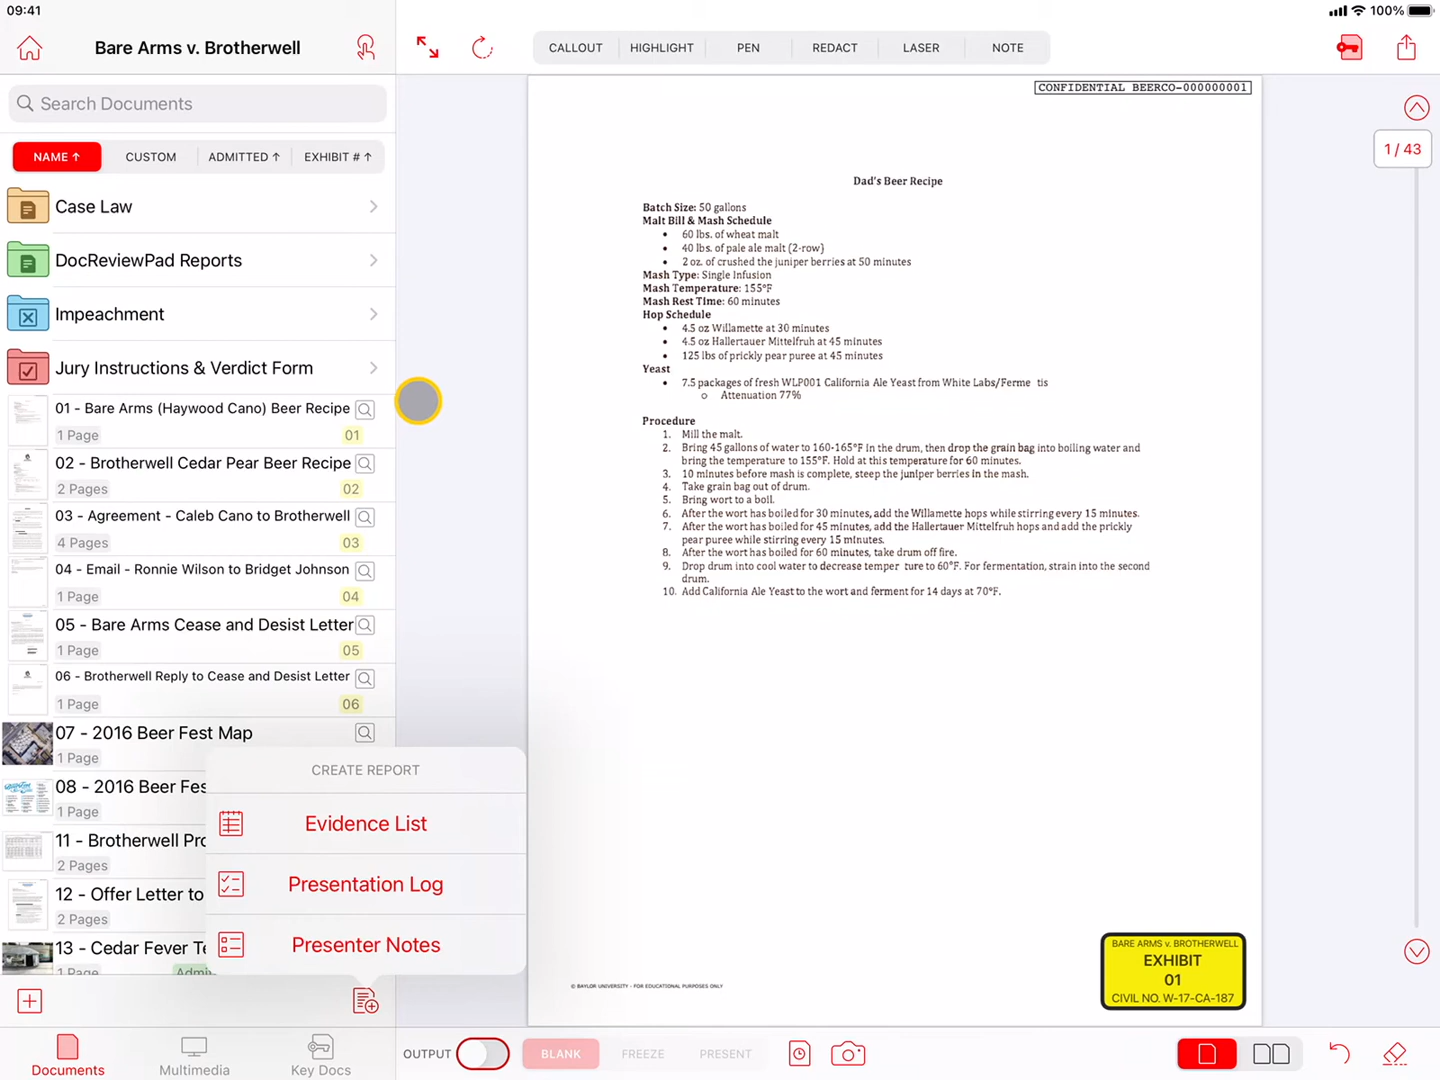 09:41
100%
Bare Arms v. Brotherwell
CALLOUT HIGHLIGHT PEN REDACT LASER NOTE
Search Documents
NAME ↑ CUSTOM ADMITTED ↑ EXHIBIT # ↑
Case Law
DocReviewPad Reports
Impeachment
Jury Instructions & Verdict Form
01 - Bare Arms (Haywood Cano) Beer Recipe
1 Page 01
02 - Brotherwell Cedar Pear Beer Recipe
2 Pages 02
03 - Agreement - Caleb Cano to Brotherwell
4 Pages 03
04 - Email - Ronnie Wilson to Bridget Johnson
1 Page 04
05 - Bare Arms Cease and Desist Letter
1 Page 05
06 - Brotherwell Reply to Cease and Desist Letter
1 Page 06
07 - 2016 Beer Fest Map
1 Page
08 - 2016 Beer Fes
1 Page
11 - Brotherwell Pro
2 Pages
12 - Offer Letter to
2 Pages
13 - Cedar Fever Te
1 Page Admi
CREATE REPORT
Evidence List
Presentation Log
Presenter Notes
Documents Multimedia Key Docs
CONFIDENTIAL BEERCO-000000001
1 / 43
Dad's Beer Recipe
Batch Size: 50 gallons
Malt Bill & Mash Schedule
• 60 lbs. of wheat malt
• 40 lbs. of pale ale malt (2-row)
• 2 oz. of crushed the juniper berries at 50 minutes
Mash Type: Single Infusion
Mash Temperature: 155°F
Mash Rest Time: 60 minutes
Hop Schedule
• 4.5 oz Willamette at 30 minutes
• 4.5 oz Hallertauer Mittelfruh at 45 minutes
• 125 lbs of prickly pear puree at 45 minutes
Yeast
• 7.5 packages of fresh WLP001 California Ale Yeast from White Labs/Ferme tis
o Attenuation 77%
Procedure
1. Mill the malt.
2. Bring 45 gallons of water to 160-165°F in the drum, then drop the grain bag into boiling water and
bring the temperature to 155°F. Hold at this temperature for 60 minutes.
3. 10 minutes before mash is complete, steep the juniper berries in the mash.
4. Take grain bag out of drum.
5. Bring wort to a boil.
6. After the wort has boiled for 30 minutes, add the Willamette hops while stirring every 15 minutes.
7. After the wort has boiled for 45 minutes, add the Hallertauer Mittelfruh hops and add the prickly
pear puree while stirring every 15 minutes.
8. After the wort has boiled for 60 minutes, take drum off fire.
9. Drop drum into cool water to decrease temper ture to 60°F. For fermentation, strain into the second
drum.
10. Add California Ale Yeast to the wort and ferment for 14 days at 70°F.
© BAYLOR UNIVERSITY - FOR EDUCATIONAL PURPOSES ONLY
BARE ARMS v. BROTHERWELL
EXHIBIT
01
CIVIL NO. W-17-CA-187
OUTPUT BLANK FREEZE PRESENT